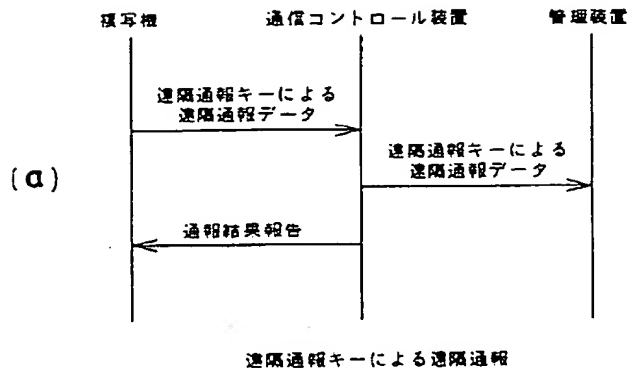 複写機 通信コントロール装置 管理装置
遠隔通報キーによる
遠隔通報データ
遠隔通報キーによる
遠隔通報データ
(a)
通報結果報告
遠隔通報キーによる遠隔通報